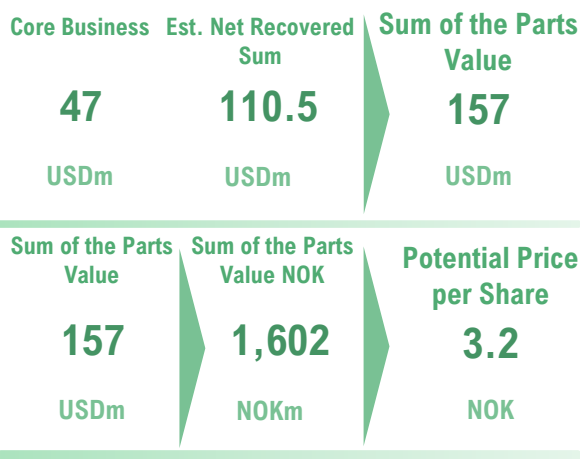 Core Business
Est. Net Recovered
Sum
Sum of the Parts
Value
47
110.5
157
USDm
USDm
USDm
Sum of the Parts
Value
Sum of the Parts
Value NOK
Potential Price
per Share
157
1,602
3.2
USDm
NOKm
NOK